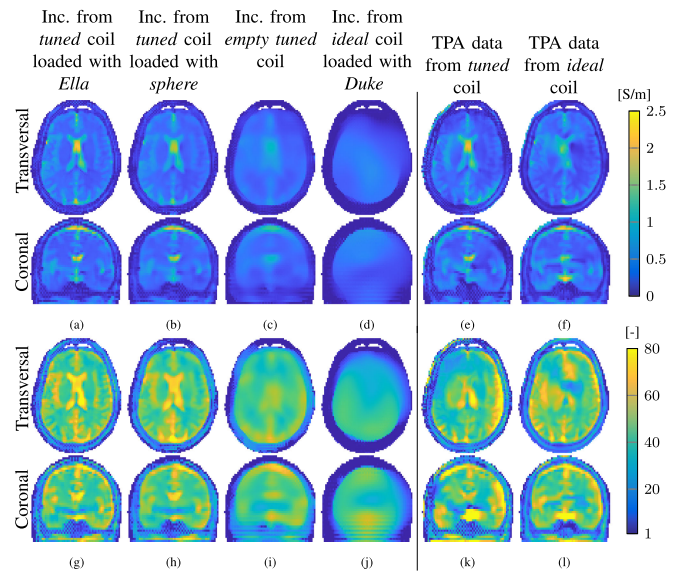 Inc. from
tuned coil
loaded with
Ella
Inc. from
tuned coil
loaded with
sphere
Inc. from
empty tuned
coil
Inc. from
ideal coil
loaded with
Duke
TPA data
from tuned
coil
TPA data
from ideal
coil
[S/m]
Transversal
2.5
2
1.5
1
0.5
0
Coronal
(a)
(b)
(c)
(d)
(e)
(f)
[-]
Transversal
80
60
40
20
1
Coronal
(g)
(h)
(i)
(j)
(k)
(l)